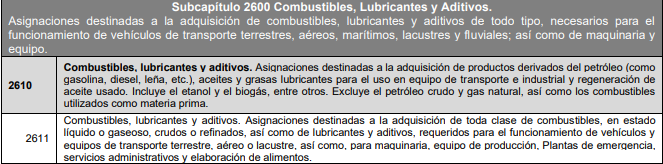 Subcapítulo 2600 Combustibles, Lubricantes y Aditivos.
Asignaciones destinadas a la adquisición de combustibles, lubricantes y aditivos de todo tipo, necesarios para el
funcionamiento de vehículos de transporte terrestres, aéreos, marítimos, lacustres y fluviales; así como de maquinaria y
equipo.
2610
Combustibles, lubricantes y aditivos. Asignaciones destinadas a la adquisición de productos derivados del petróleo (como
gasolina, diesel, leña, etc.), aceites y grasas lubricantes para el uso en equipo de transporte e industrial y regeneración de
aceite usado. Incluye el etanol y el biogás, entre otros. Excluye el petróleo crudo y gas natural, así como los combustibles
utilizados como materia prima.
2611
Combustibles, lubricantes y aditivos. Asignaciones destinadas a la adquisición de toda clase de combustibles, en estado
líquido o gaseoso, crudos o refinados, así como de lubricantes y aditivos, requeridos para el funcionamiento de vehículos y
equipos de transporte terrestre, aéreo o lacustre, así como, para maquinaria, equipo de producción, Plantas de emergencia,
servicios administrativos y elaboración de alimentos.